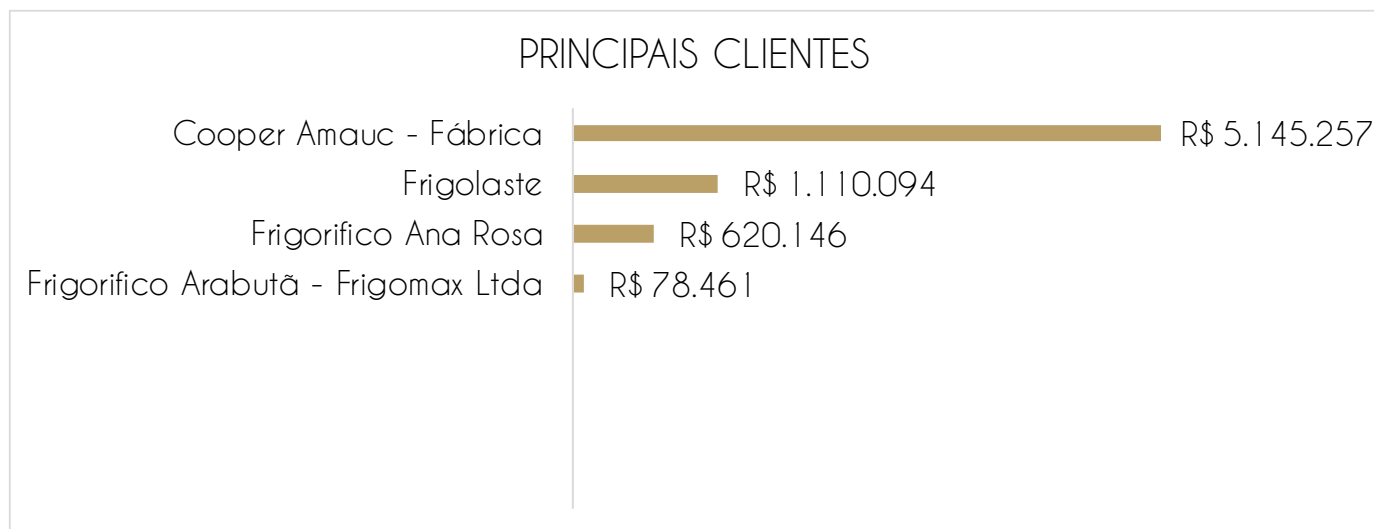 PRINCIPAIS CLIENTES
Cooper Amauc - Fábrica R$ 5.145.257
Frigolaste R$ 1.110.094
Frigorifico Ana Rosa R$ 620.146
Frigorifico Arabutã - Frigomax Ltda R$ 78.461